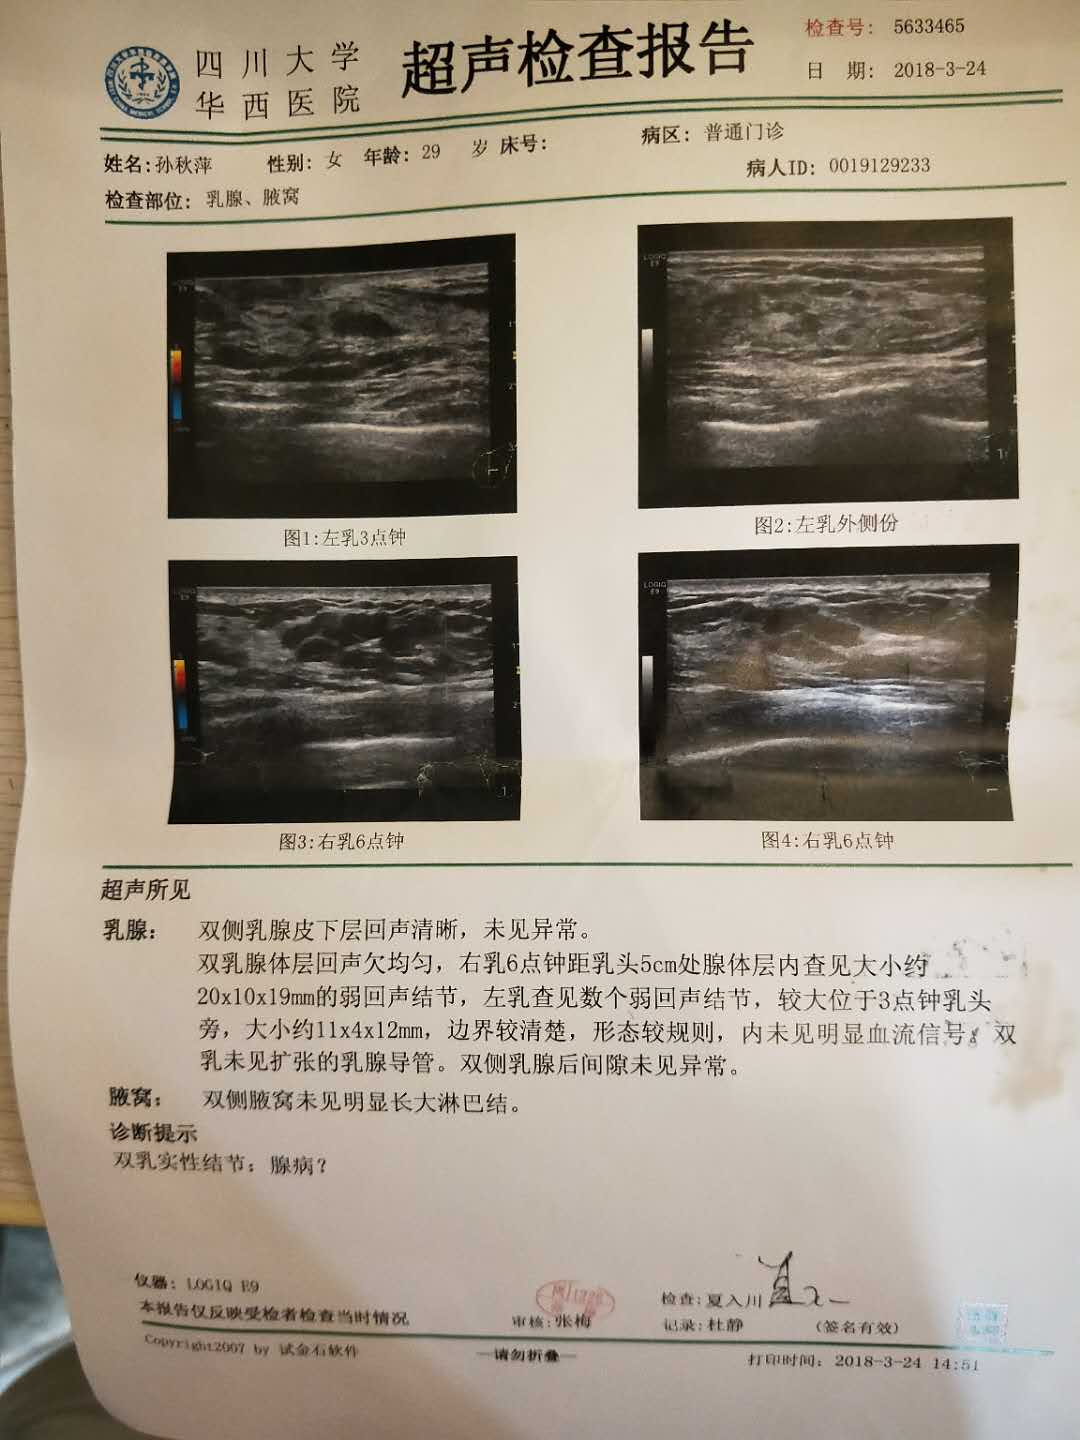 四川大学
华西医院
超声检查报告
检查号: 5633465
日 期: 2018-3-24
姓名:孙秋萍 性别: 女 年龄: 29 岁 床号: 病区: 普通门诊
病人ID: 0019129233
检查部位: 乳腺、腋窝
LOGIQ
E9
图1:左乳3点钟
LOGIQ
E9
图2:左乳外侧份
LOGIQ
E9
图3:右乳6点钟
LOGIQ
E9
图4:右乳6点钟
超声所见
乳腺: 双侧乳腺皮下层回声清晰，未见异常。
双乳腺体层回声欠均匀，右乳6点钟距乳头5cm处腺体层内查见大小约
20x10x19mm的弱回声结节，左乳查见数个弱回声结节，较大位于3点钟乳头
旁，大小约11x4x12mm，边界较清楚，形态较规则，内未见明显血流信号。双
乳未见扩张的乳腺导管。双侧乳腺后间隙未见异常。
腋窝: 双侧腋窝未见明显长大淋巴结。
诊断提示
双乳实性结节: 腺病?
仪器: LOGIQ E9
本报告仅反映受检者检查当时情况
审核:张梅
检查:夏入川
记录:杜静
(签名有效)
Copyright2007 by 试金石软件
—请勿折叠—
打印时间: 2018-3-24 14:51